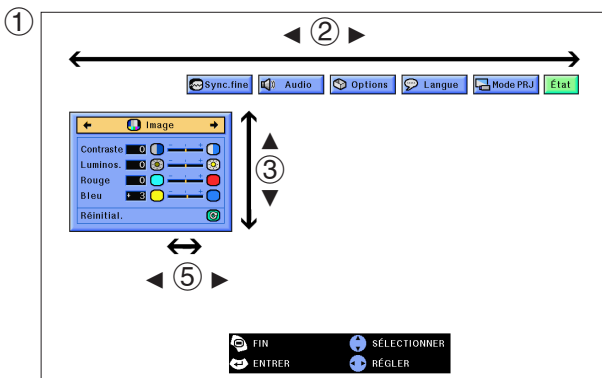 ①
◄ ② ►
Sync.fine Audio Options Langue Mode PRJ État
Image
Contraste 0
Luminos. 0
Rouge 0
Bleu + 3
Réinitial.
▲
③
▼
◄ ⑤ ►
FIN SÉLECTIONNER
ENTRER RÉGLER